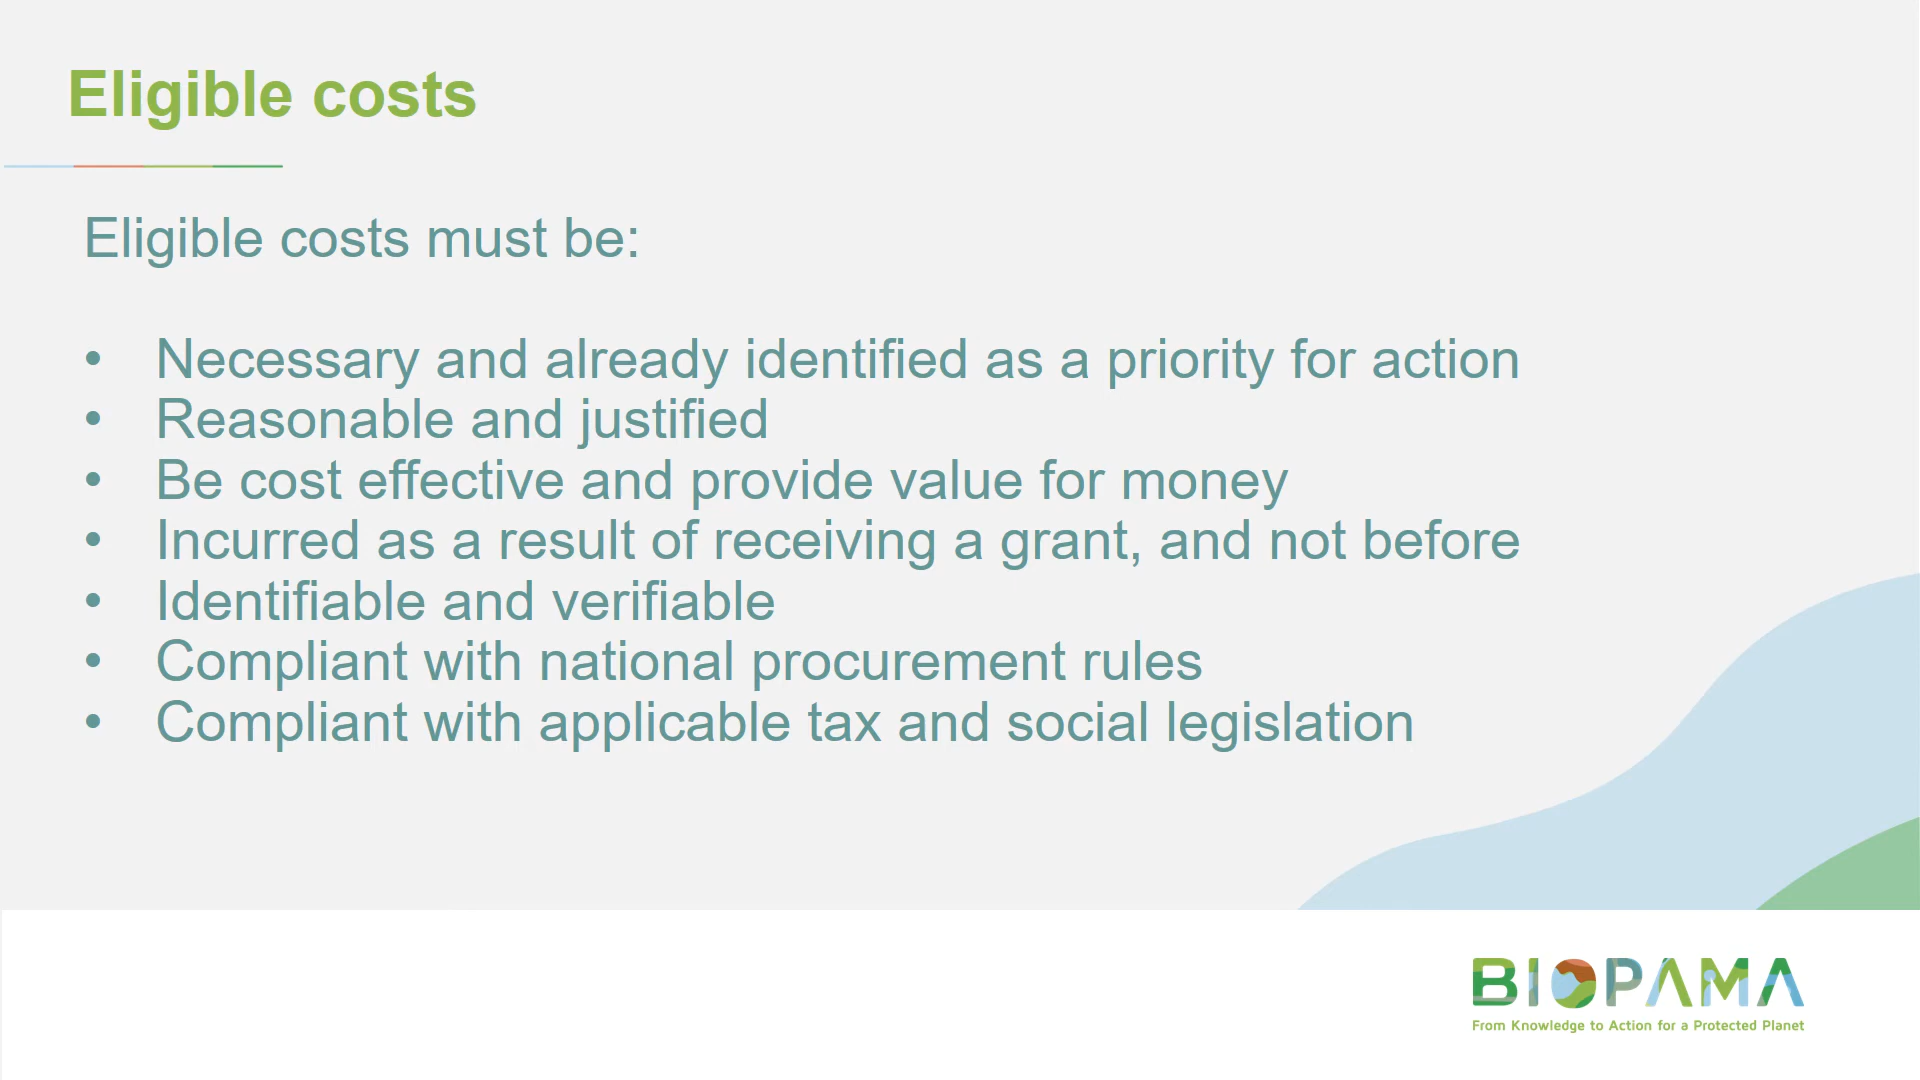 Eligible costs
Eligible costs must be:
• Necessary and already identified as a priority for action
• Reasonable and justified
• Be cost effective and provide value for money
• Incurred as a result of receiving a grant, and not before
• Identifiable and verifiable
• Compliant with national procurement rules
• Compliant with applicable tax and social legislation
BIOPAMA
From Knowledge to Action for a Protected Planet